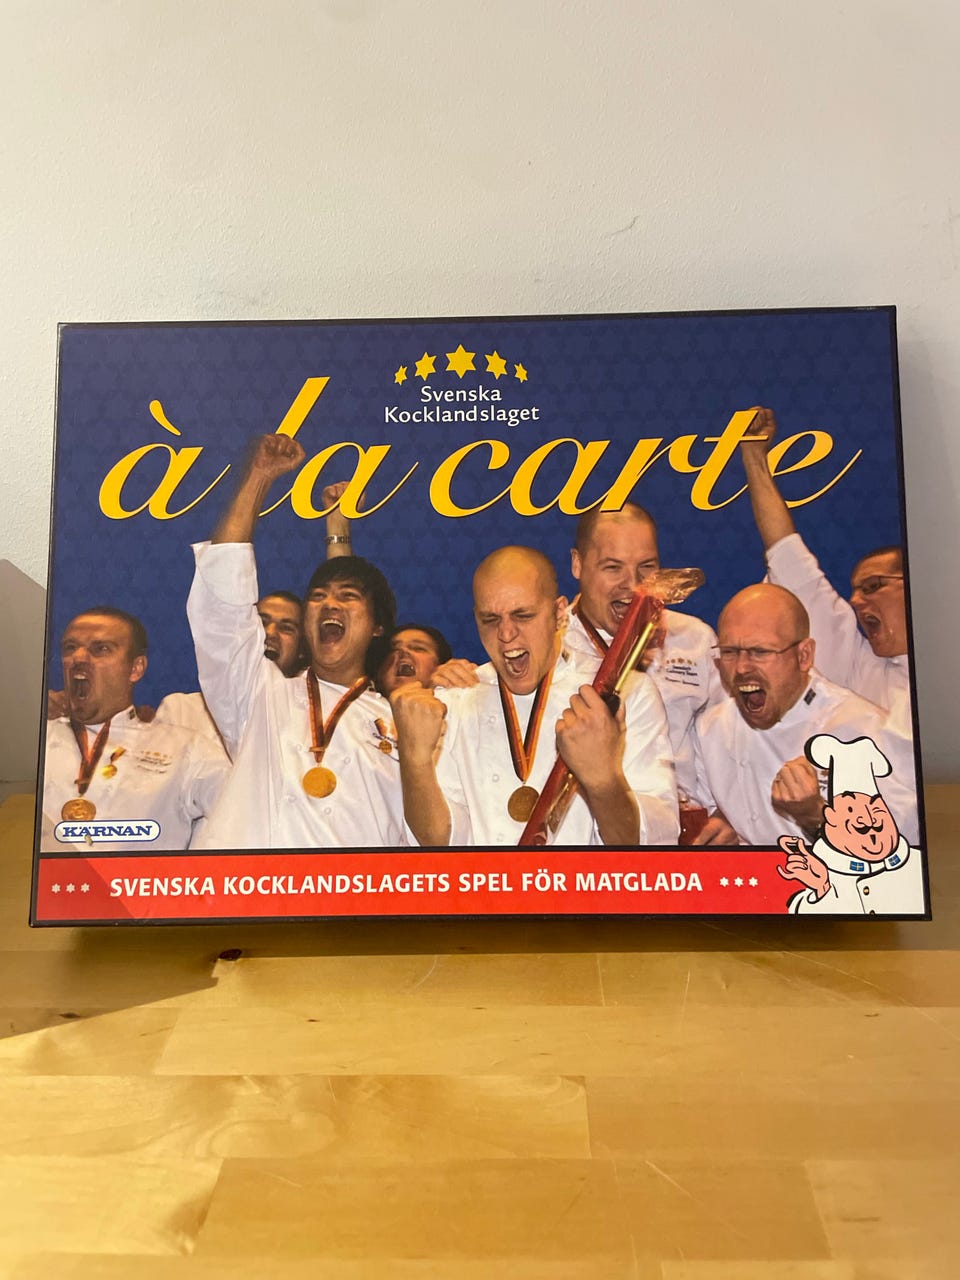 Svenska
Kocklandslaget
à la carte
KÄRNAN
SVENSKA KOCKLANDSLAGETS SPEL FÖR MATGLADA